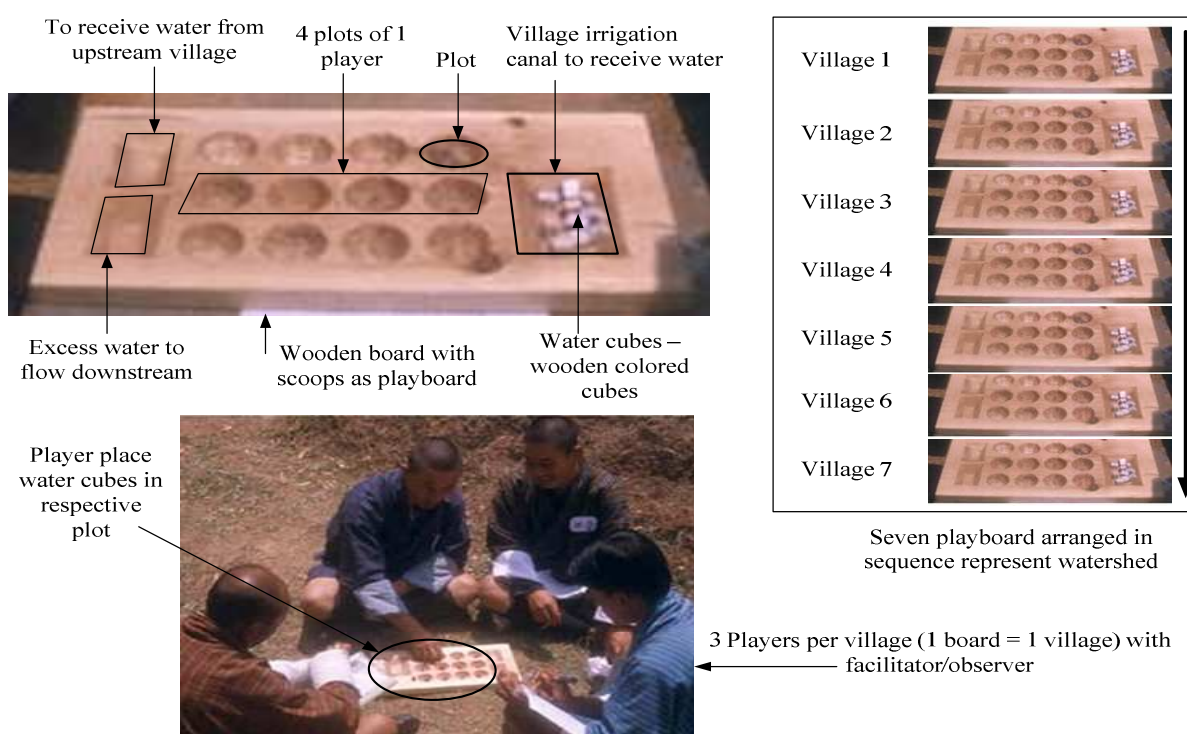 To receive water from
upstream village
4 plots of 1
player
Plot
Village irrigation
canal to receive water
Excess water to
flow downstream
Wooden board with
scoops as playboard
Water cubes –
wooden colored
cubes
Village 1
Village 2
Village 3
Village 4
Village 5
Village 6
Village 7
Seven playboard arranged in
sequence represent watershed
Player place
water cubes in
respective
plot
3 Players per village (1 board = 1 village) with
facilitator/observer